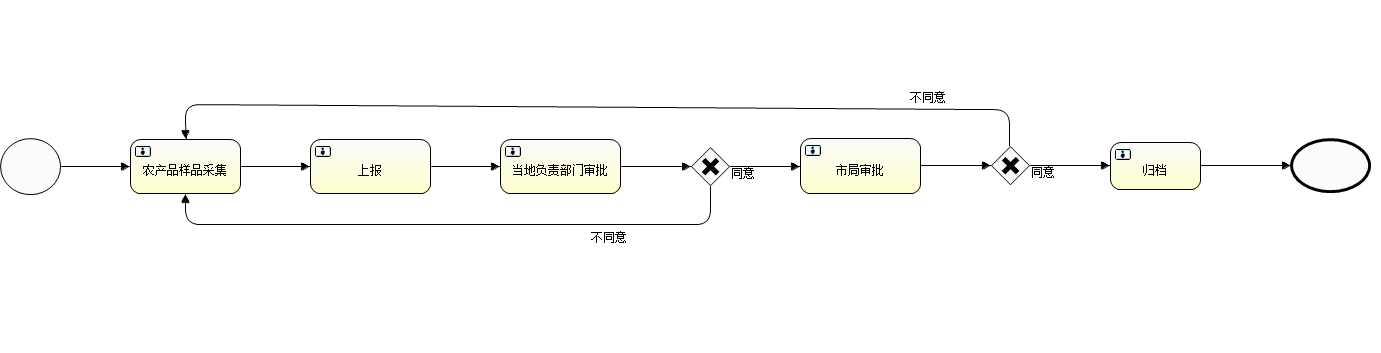 不同意
农产品样品采集
上报
当地负责部门审批
同意
市局审批
同意
归档
不同意